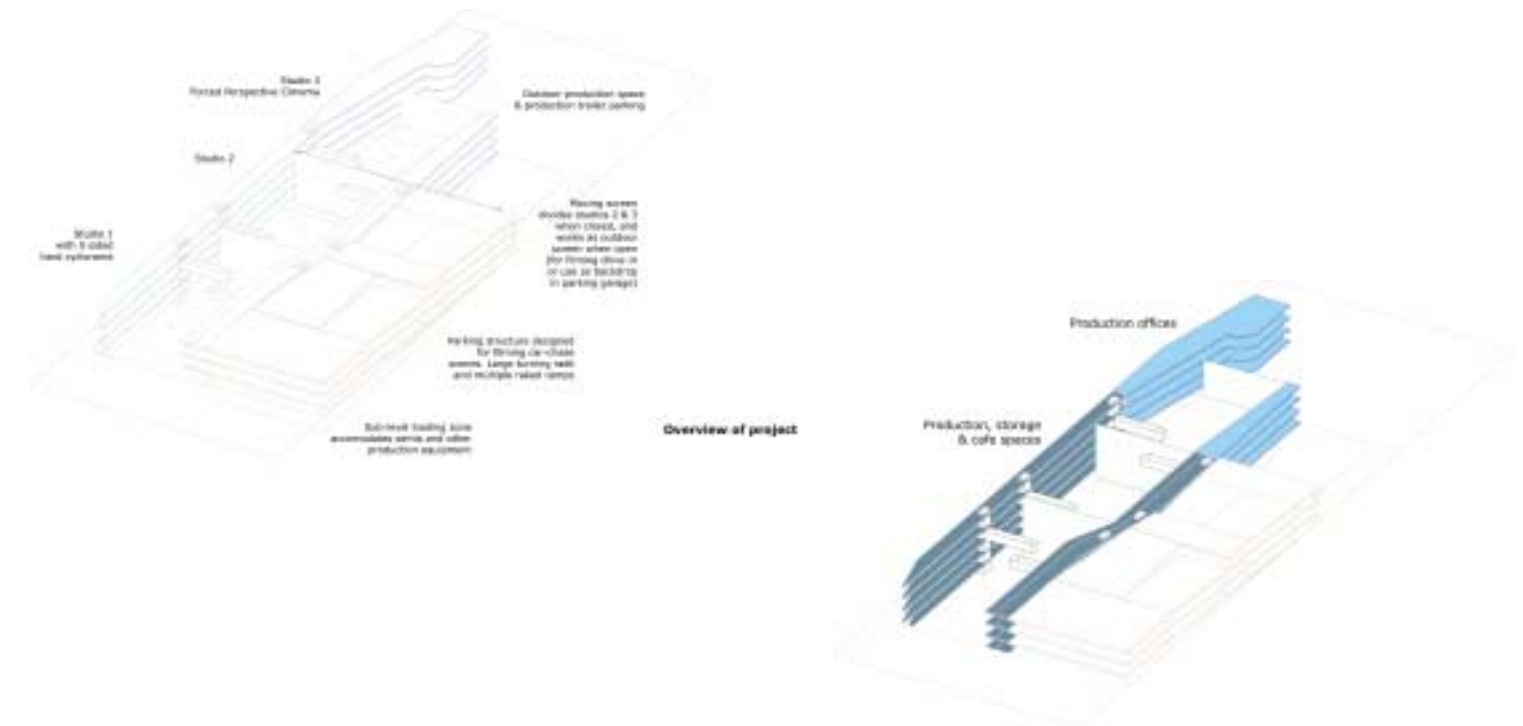 Studio 3
Forced Perspective Cinema
Outdoor production space
& production trailer parking
Studio 2
Moving screen
divides studios 2 & 3
when closed, and
works as outdoor
screen when open
(for filming drive in
or use as backdrop
in parking garage)
Studio 1
with 5 sided
hard
Parking structure designed
for filming car-chase
scenes. Large turning radii
and multiple raked ramps
Sub-level loading zone
accomodates semis and other
production equipment
Overview of project
Production offices
Production, storage
& cafe spaces